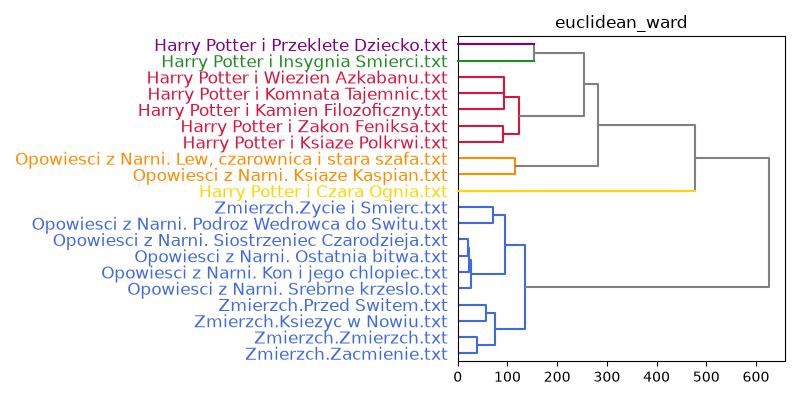 euclidean_ward
Harry Potter i Przeklete Dziecko.txt
Harry Potter i Insygnia Smierci.txt
Harry Potter i Wiezien Azkabanu.txt
Harry Potter i Komnata Tajemnic.txt
Harry Potter i Kamien Filozoficzny.txt
Harry Potter i Zakon Feniksa.txt
Harry Potter i Ksiaze Polkrwi.txt
Opowiesci z Narni. Lew, czarownica i stara szafa.txt
Opowiesci z Narni. Ksiaze Kaspian.txt
Harry Potter i Czara Ognia.txt
Zmierzch.Zycie i Smierc.txt
Opowiesci z Narni. Podroz Wedrowca do Switu.txt
Opowiesci z Narni. Siostrzeniec Czarodzieja.txt
Opowiesci z Narni. Ostatnia bitwa.txt
Opowiesci z Narni. Kon i jego chlopiec.txt
Opowiesci z Narni. Srebrne krzeslo.txt
Zmierzch.Przed Switem.txt
Zmierzch.Ksiezyc w Nowiu.txt
Zmierzch.Zmierzch.txt
Zmierzch.Zacmienie.txt
0 100 200 300 400 500 600